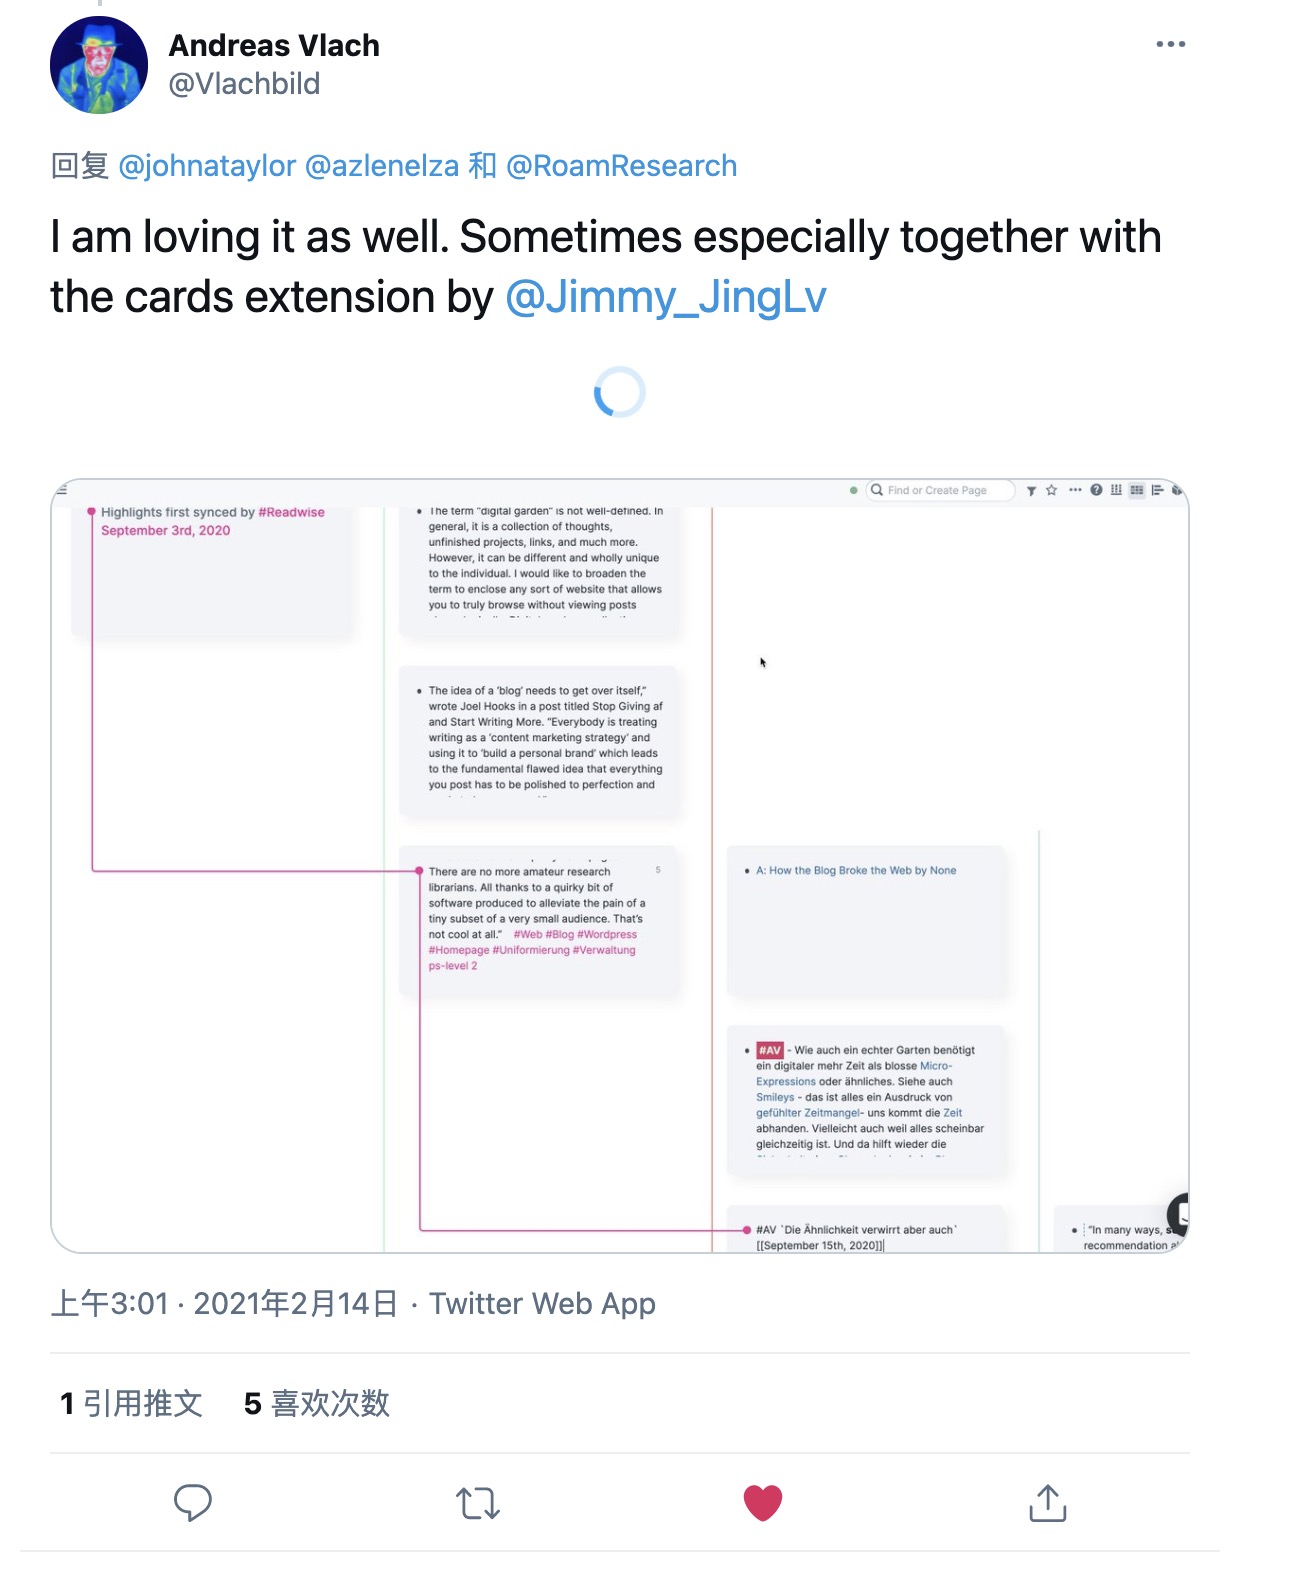 Andreas Vlach
@Vlachbild
回复 @johnataylor @azlenelza 和 @RoamResearch
I am loving it as well. Sometimes especially together with
the cards extension by @Jimmy_JingLv
Find or Create Page
Highlights first synced by #Readwise
September 3rd, 2020
The term "digital garden" is not well-defined. In
general, it is a collection of thoughts,
unfinished projects, links, and much more.
However, it can be different and wholly unique
to the individual. I would like to broaden the
term to enclose any sort of website that allows
you to truly browse without viewing posts
The idea of a 'blog' needs to get over itself,"
wrote Joel Hooks in a post titled Stop Giving af
and Start Writing More. "Everybody is treating
writing as a 'content marketing strategy' and
using it to 'build a personal brand' which leads
to the fundamental flawed idea that everything
you post has to be polished to perfection and
There are no more amateur research
5
librarians. All thanks to a quirky bit of
software produced to alleviate the pain of a
tiny subset of a very small audience. That's
not cool at all." #Web #Blog #Wordpress
#Homepage #Uniformierung #Verwaltung
ps-level 2
A: How the Blog Broke the Web by None
#AV - Wie auch ein echter Garten benötigt
ein digitaler mehr Zeit als blosse Micro-
Expressions oder ähnliches. Siehe auch
Smileys - das ist alles ein Ausdruck von
gefühlter Zeitmangel- uns kommt die Zeit
abhanden. Vielleicht auch weil alles scheinbar
gleichzeitig ist. Und da hilft wieder die
#AV `Die Ähnlichkeit verwirrt aber auch`
[[September 15th, 2020]]
"In many ways,
recommendation
上午3:01 · 2021年2月14日 · Twitter Web App
1 引用推文 5 喜欢次数